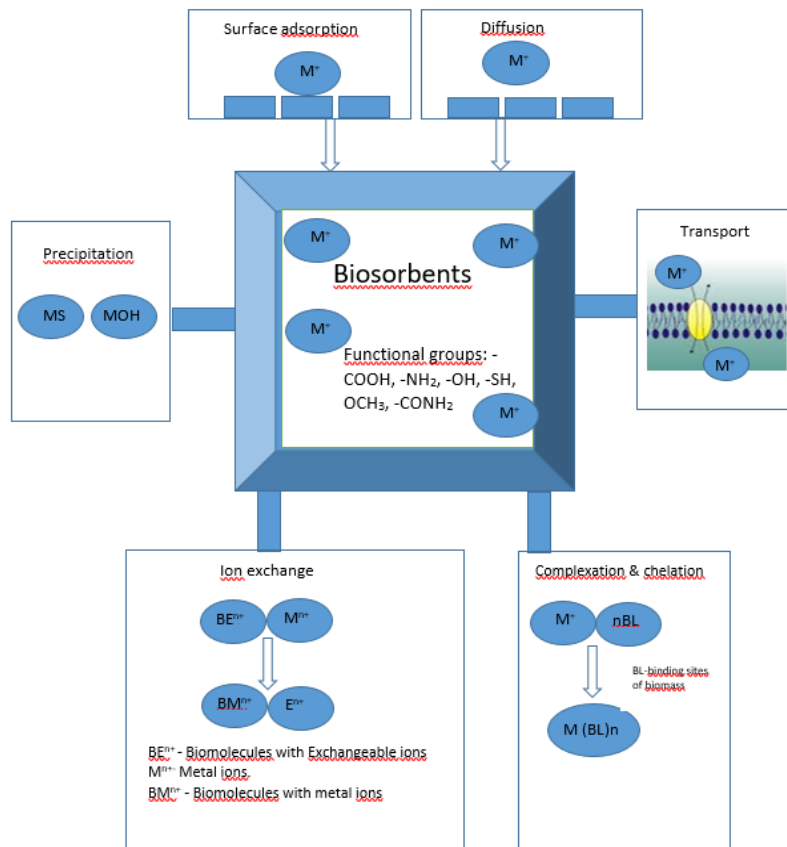 Surface adsorption
M⁺
Diffusion
M⁺
Precipitation
MS
MOH
M⁺
M⁺
Biosorbents
M⁺
Functional groups: -
COOH, -NH₂, -OH, -SH,
OCH₃, -CONH₂
M⁺
Transport
M⁺
M⁺
Ion exchange
BEⁿ⁺
Mⁿ⁺
BMⁿ⁺
Eⁿ⁺
BEⁿ⁺ - Biomolecules with Exchangeable ions
Mⁿ⁺- Metal ions.
BMⁿ⁺ - Biomolecules with metal ions
Complexation & chelation
M⁺
nBL
BL-binding sites
of biomass
M (BL)n